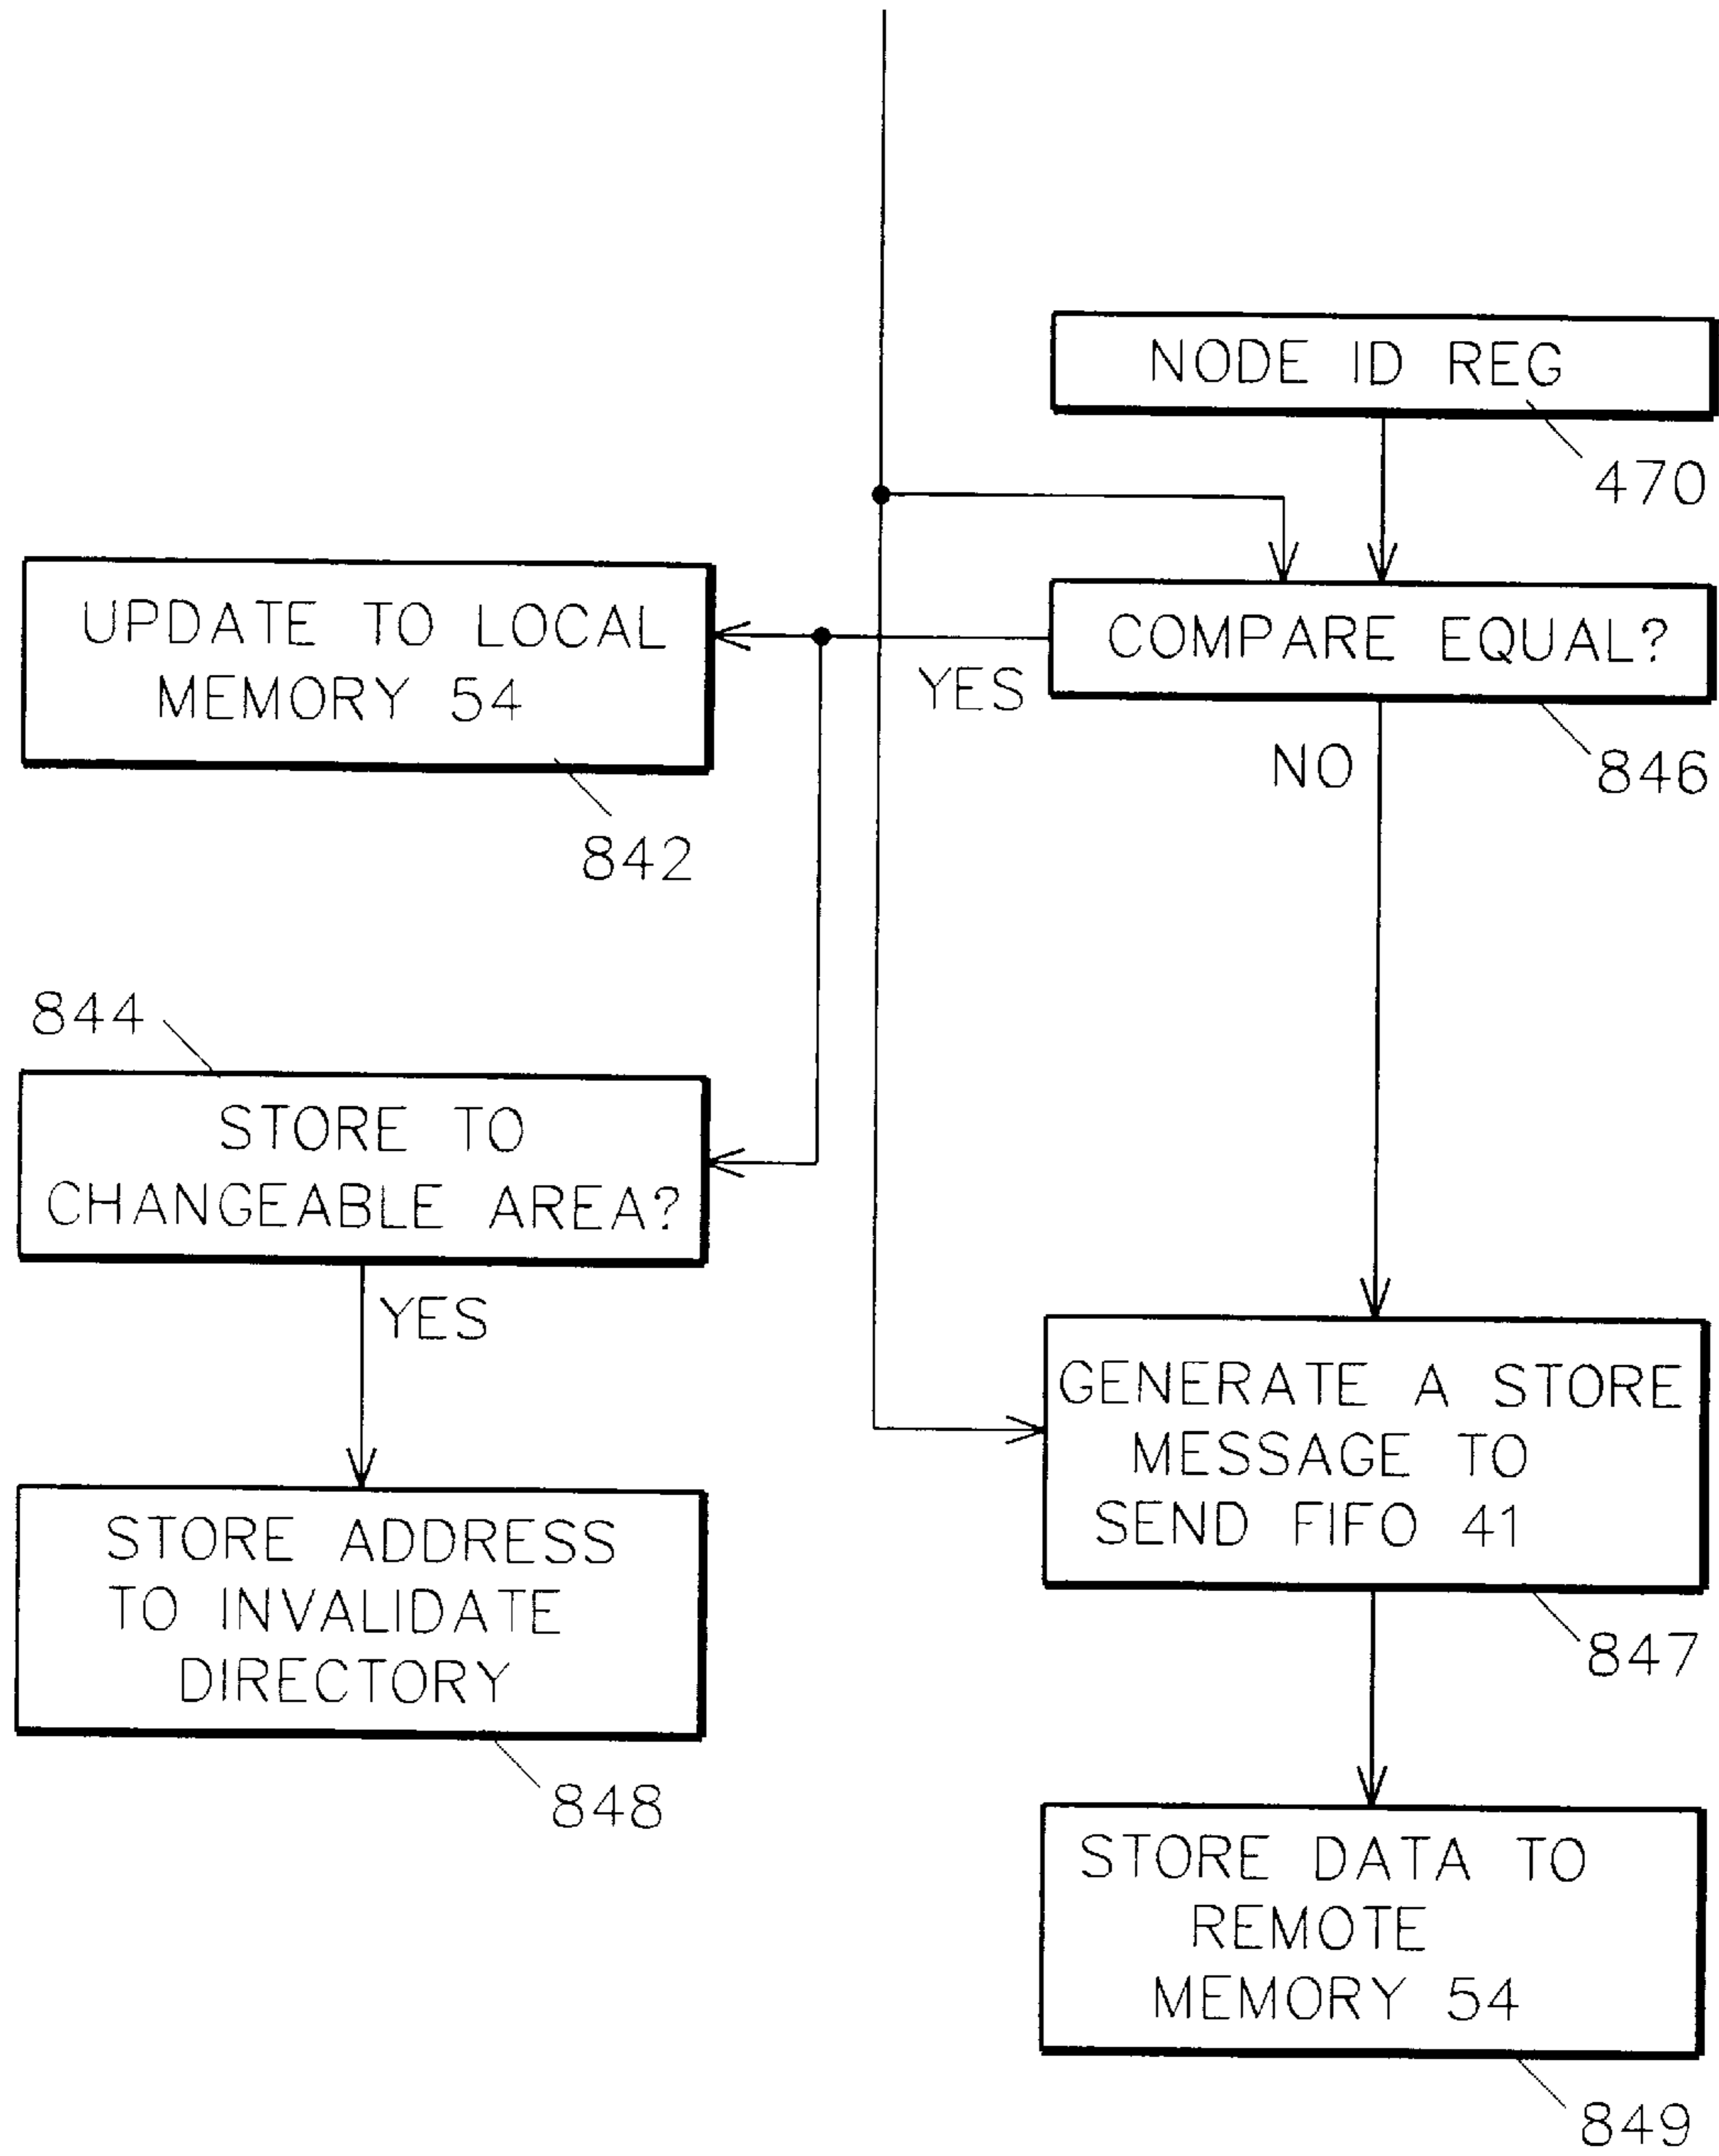 NODE ID REG
470
UPDATE TO LOCAL
MEMORY 54
842
COMPARE EQUAL?
846
YES
NO
844
STORE TO
CHANGEABLE AREA?
YES
STORE ADDRESS
TO INVALIDATE
DIRECTORY
848
GENERATE A STORE
MESSAGE TO
SEND FIFO 41
847
STORE DATA TO
REMOTE
MEMORY 54
849